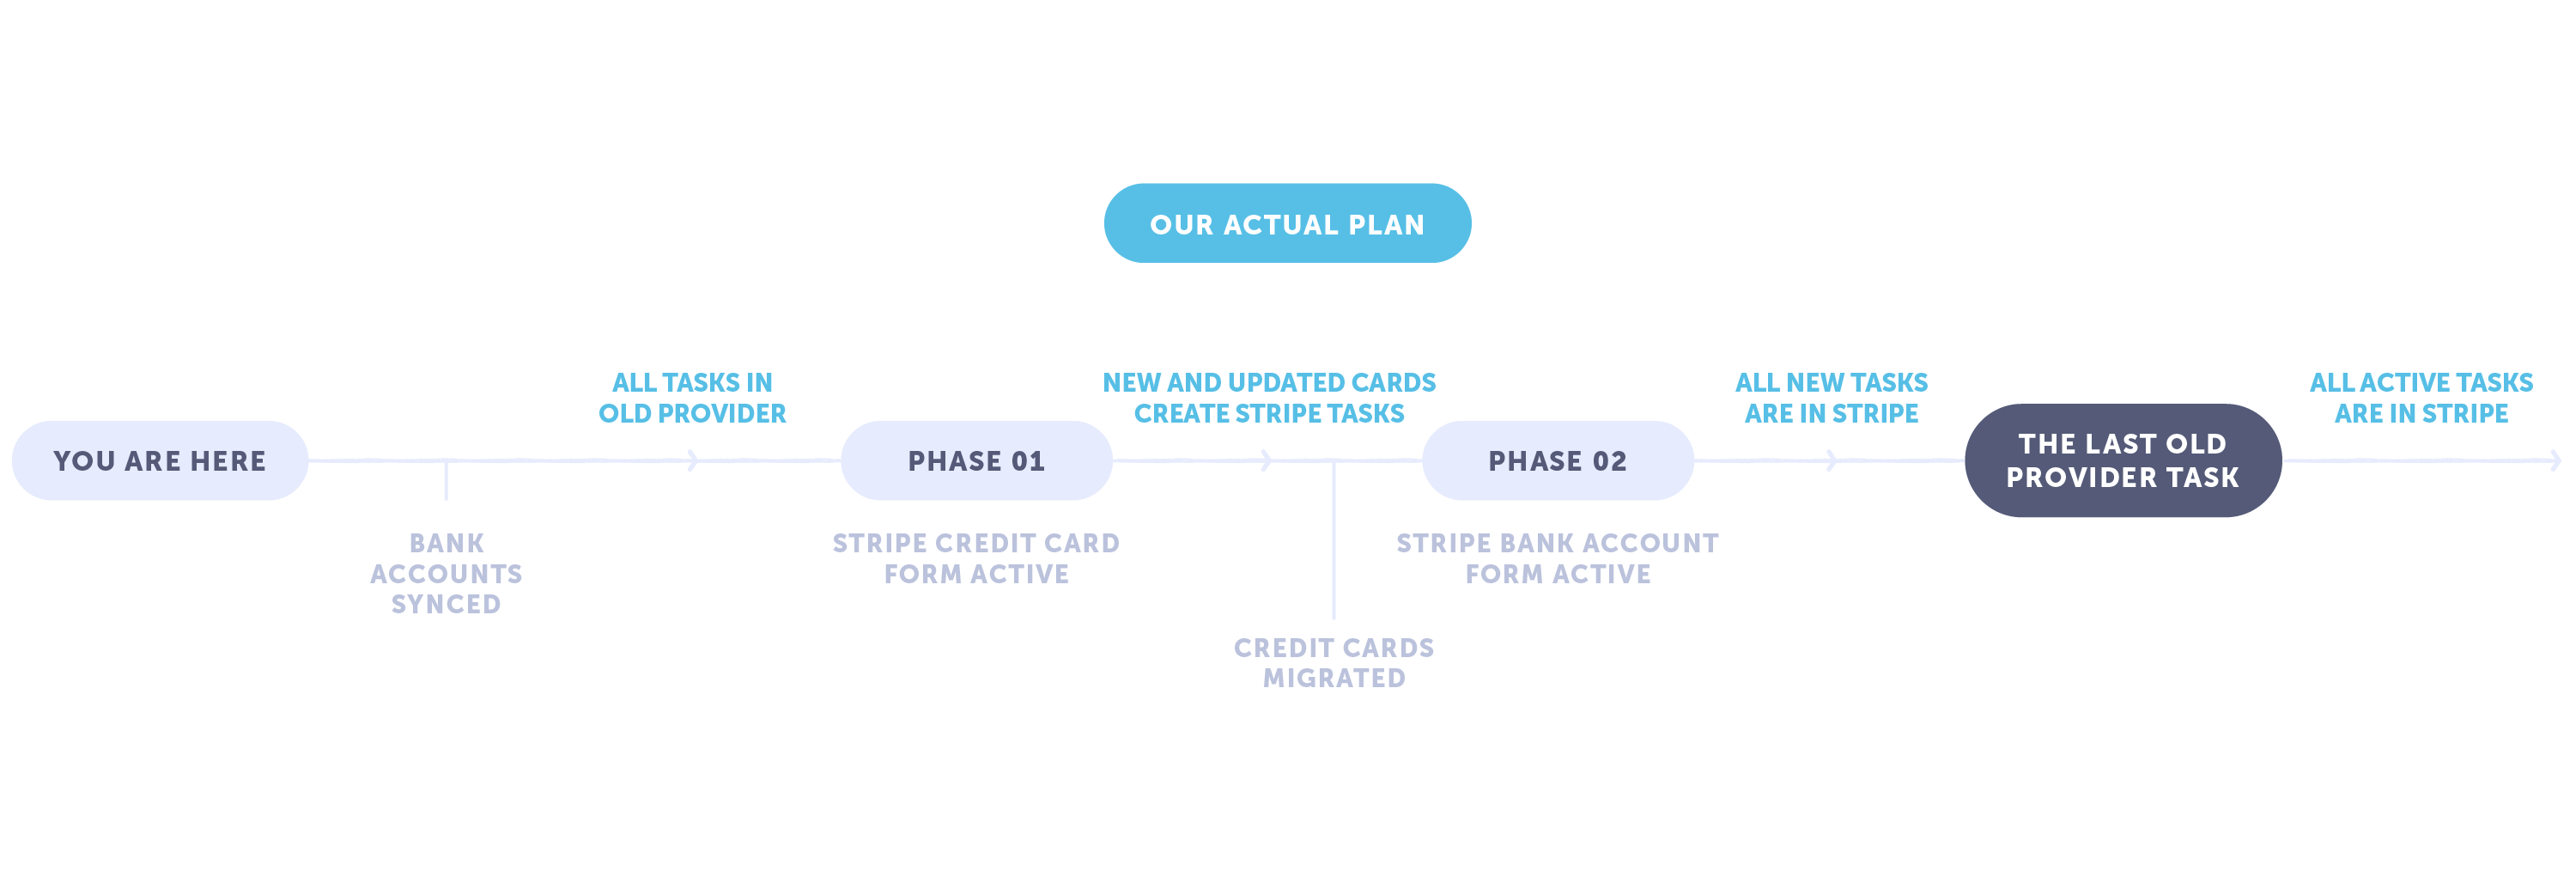 OUR ACTUAL PLAN
ALL TASKS IN
OLD PROVIDER
NEW AND UPDATED CARDS
CREATE STRIPE TASKS
ALL NEW TASKS
ARE IN STRIPE
ALL ACTIVE TASKS
ARE IN STRIPE
YOU ARE HERE
PHASE 01
PHASE 02
THE LAST OLD
PROVIDER TASK
BANK
ACCOUNTS
SYNCED
STRIPE CREDIT CARD
FORM ACTIVE
STRIPE BANK ACCOUNT
FORM ACTIVE
CREDIT CARDS
MIGRATED